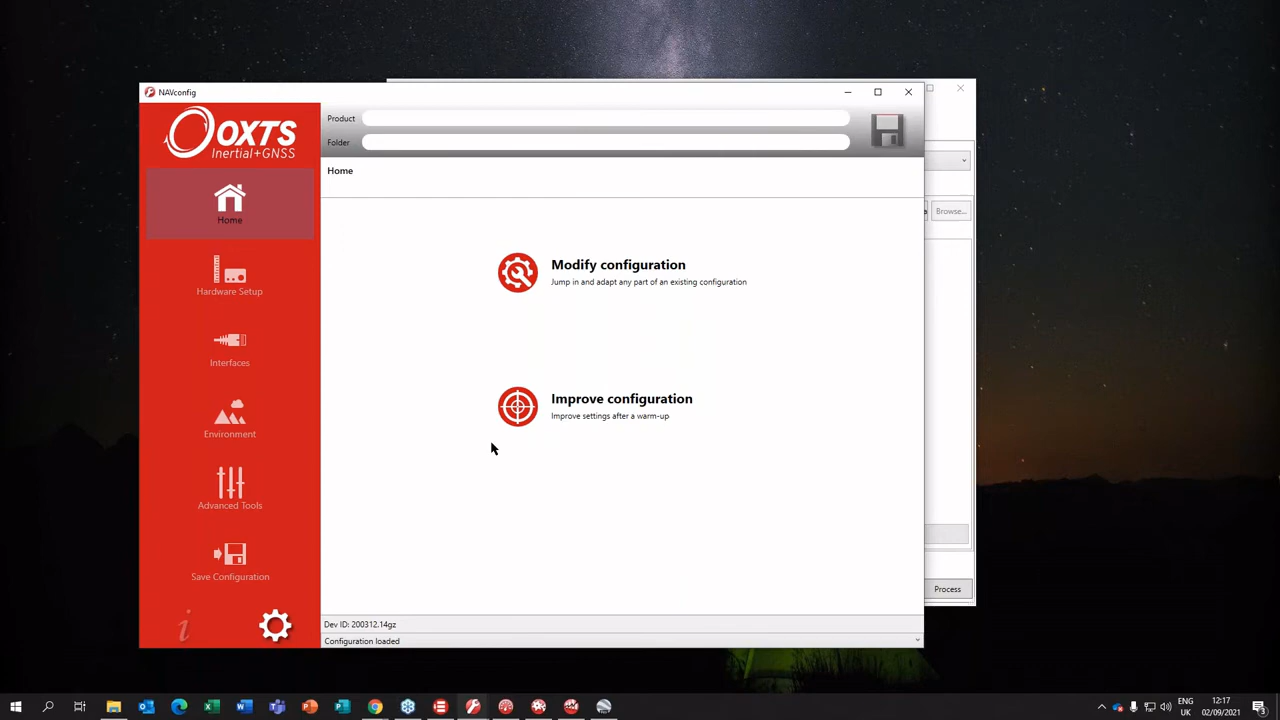 NAVconfig
OXTS
Inertial+GNSS
Product
Folder
Home
Home
Hardware Setup
Interfaces
Environment
Advanced Tools
Save Configuration
i
Modify configuration
Jump in and adapt any part of an existing configuration
Improve configuration
Improve settings after a warm-up
Dev ID: 200312.14gz
Configuration loaded
Browse...
Process
ENG
UK
12:17
02/09/2021